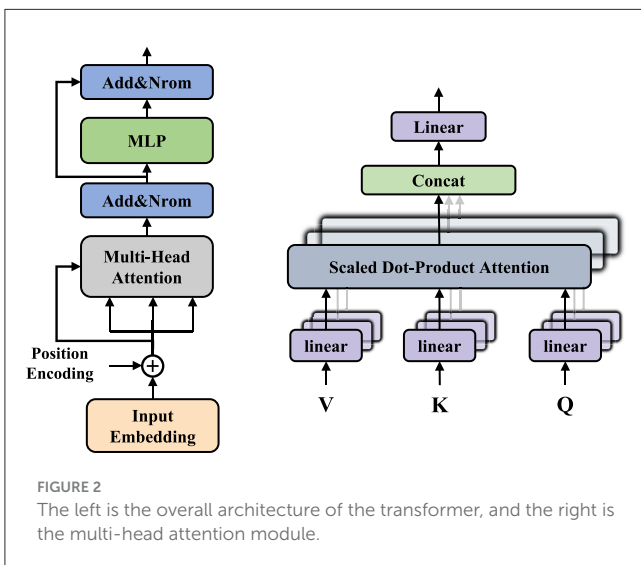 Add&Nrom
MLP
Add&Nrom
Multi-Head
Attention
Position
Encoding
Input
Embedding
Linear
Concat
Scaled Dot-Product Attention
linear
linear
linear
V
K
Q
FIGURE 2
The left is the overall architecture of the transformer, and the right is
the multi-head attention module.